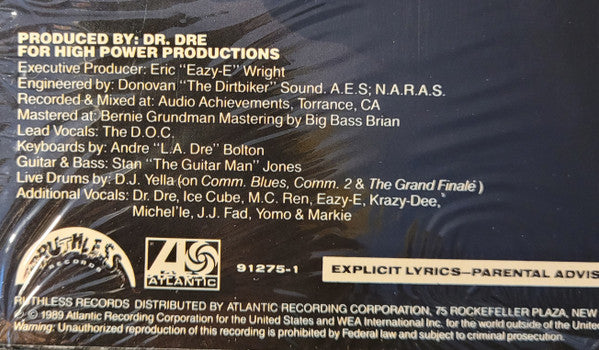 PRODUCED BY: DR. DRE
FOR HIGH POWER PRODUCTIONS
Executive Producer: Eric "Eazy-E" Wright
Engineered by: Donovan "The Dirtbiker" Sound. A.E.S; N.A.R.A.S.
Recorded & Mixed at: Audio Achievements, Torrance, CA
Mastered at: Bernie Grundman Mastering by Big Bass Brian
Lead Vocals: The D.O.C.
Keyboards by: Andre "L.A. Dre" Bolton
Guitar & Bass: Stan "The Guitar Man" Jones
Live Drums by: D.J. Yella (on Comm. Blues, Comm. 2 & The Grand Finalé)
Additional Vocals: Dr. Dre, Ice Cube, M.C. Ren, Eazy-E, Krazy-Dee,
Michel'le, J.J. Fad, Yomo & Markie
RUTHLESS
RECORDS
ATLANTIC
91275-1
EXPLICIT LYRICS—PARENTAL ADVIS
RUTHLESS RECORDS DISTRIBUTED BY ATLANTIC RECORDING CORPORATION, 75 ROCKEFELLER PLAZA, NEW
℗ © 1989 Atlantic Recording Corporation for the United States and WEA International Inc. for the world outside of the United
Warning: Unauthorized reproduction of this recording is prohibited by Federal law and subject to criminal prosecution.